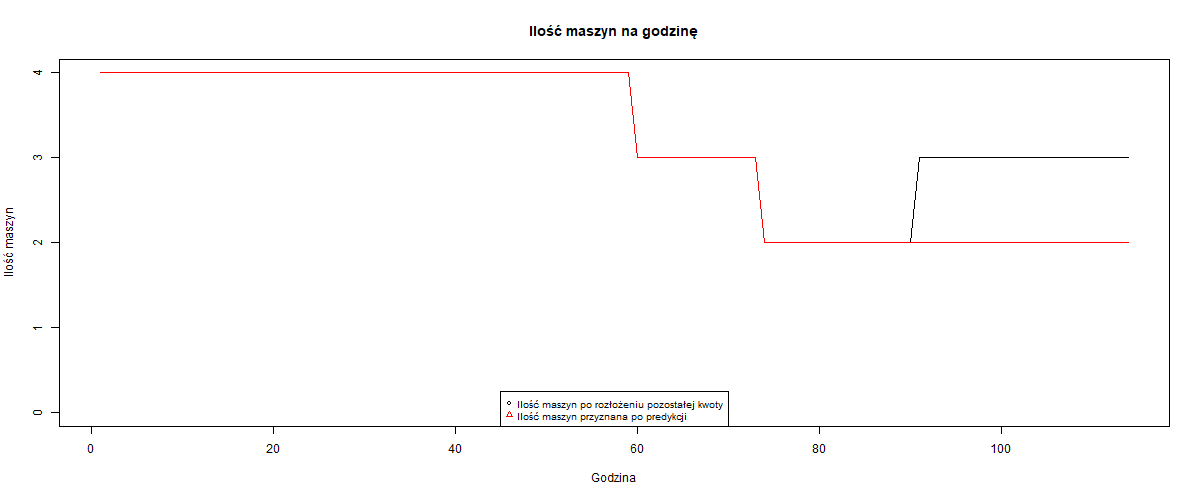 Ilość maszyn na godzinę
Ilość maszyn
4
3
2
1
0
Ilość maszyn po rozłożeniu pozostałej kwoty
Ilość maszyn przyznana po predykcji
0 20 40 60 80 100
Godzina